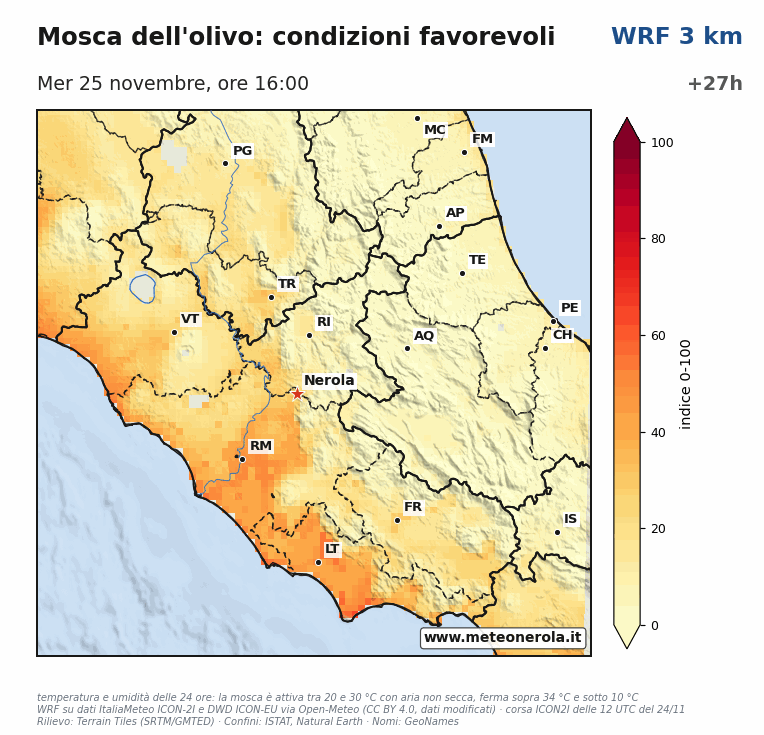 Mosca dell'olivo: condizioni favorevoli
WRF 3 km
Mer 25 novembre, ore 16:00
+27h
MC
FM
PG
AP
TE
TR
PE
VT
RI
AQ
CH
Nerola
RM
FR
IS
LT
www.meteonerola.it
100
80
60
40
20
0
indice 0-100
temperatura e umidità delle 24 ore: la mosca è attiva tra 20 e 30 °C con aria non secca, ferma sopra 34 °C e sotto 10 °C
WRF su dati ItaliaMeteo ICON-2I e DWD ICON-EU via Open-Meteo (CC BY 4.0, dati modificati) · corsa ICON2I delle 12 UTC del 24/11
Rilievo: Terrain Tiles (SRTM/GMTED) · Confini: ISTAT, Natural Earth · Nomi: GeoNames